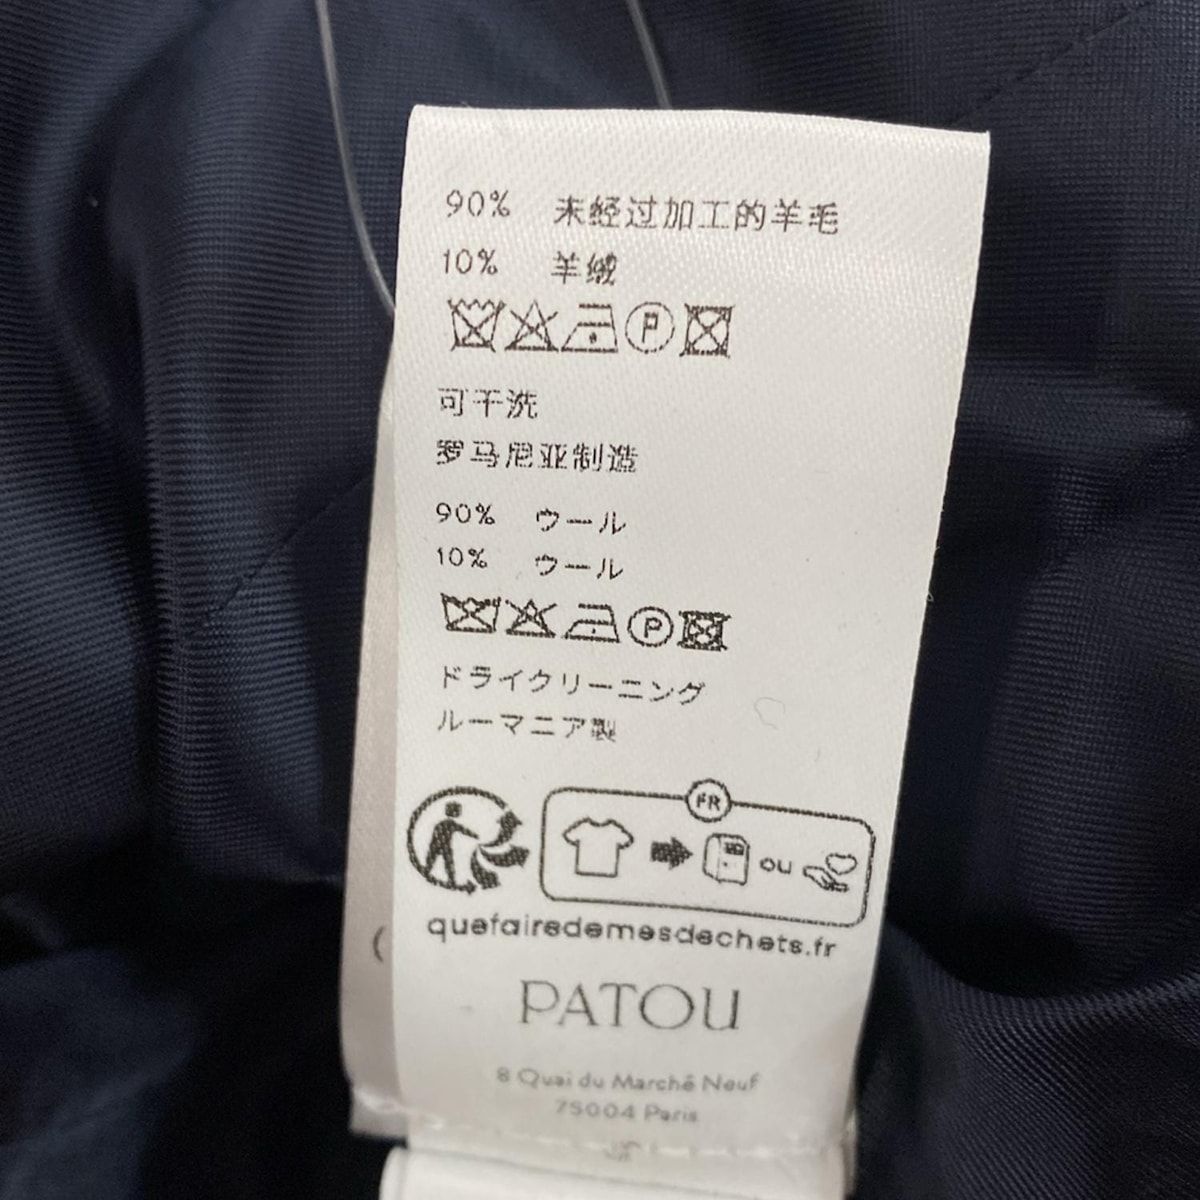 90% 未经过加工的羊毛
10% 羊绒
P
可干洗
罗马尼亚制造
90% ウール
10% ウール
P
ドライクリーニング
ルーマニア製
FR
ou
quefairedemesdechets.fr
PATOU
8 Quai du Marché Neuf
75004 Paris